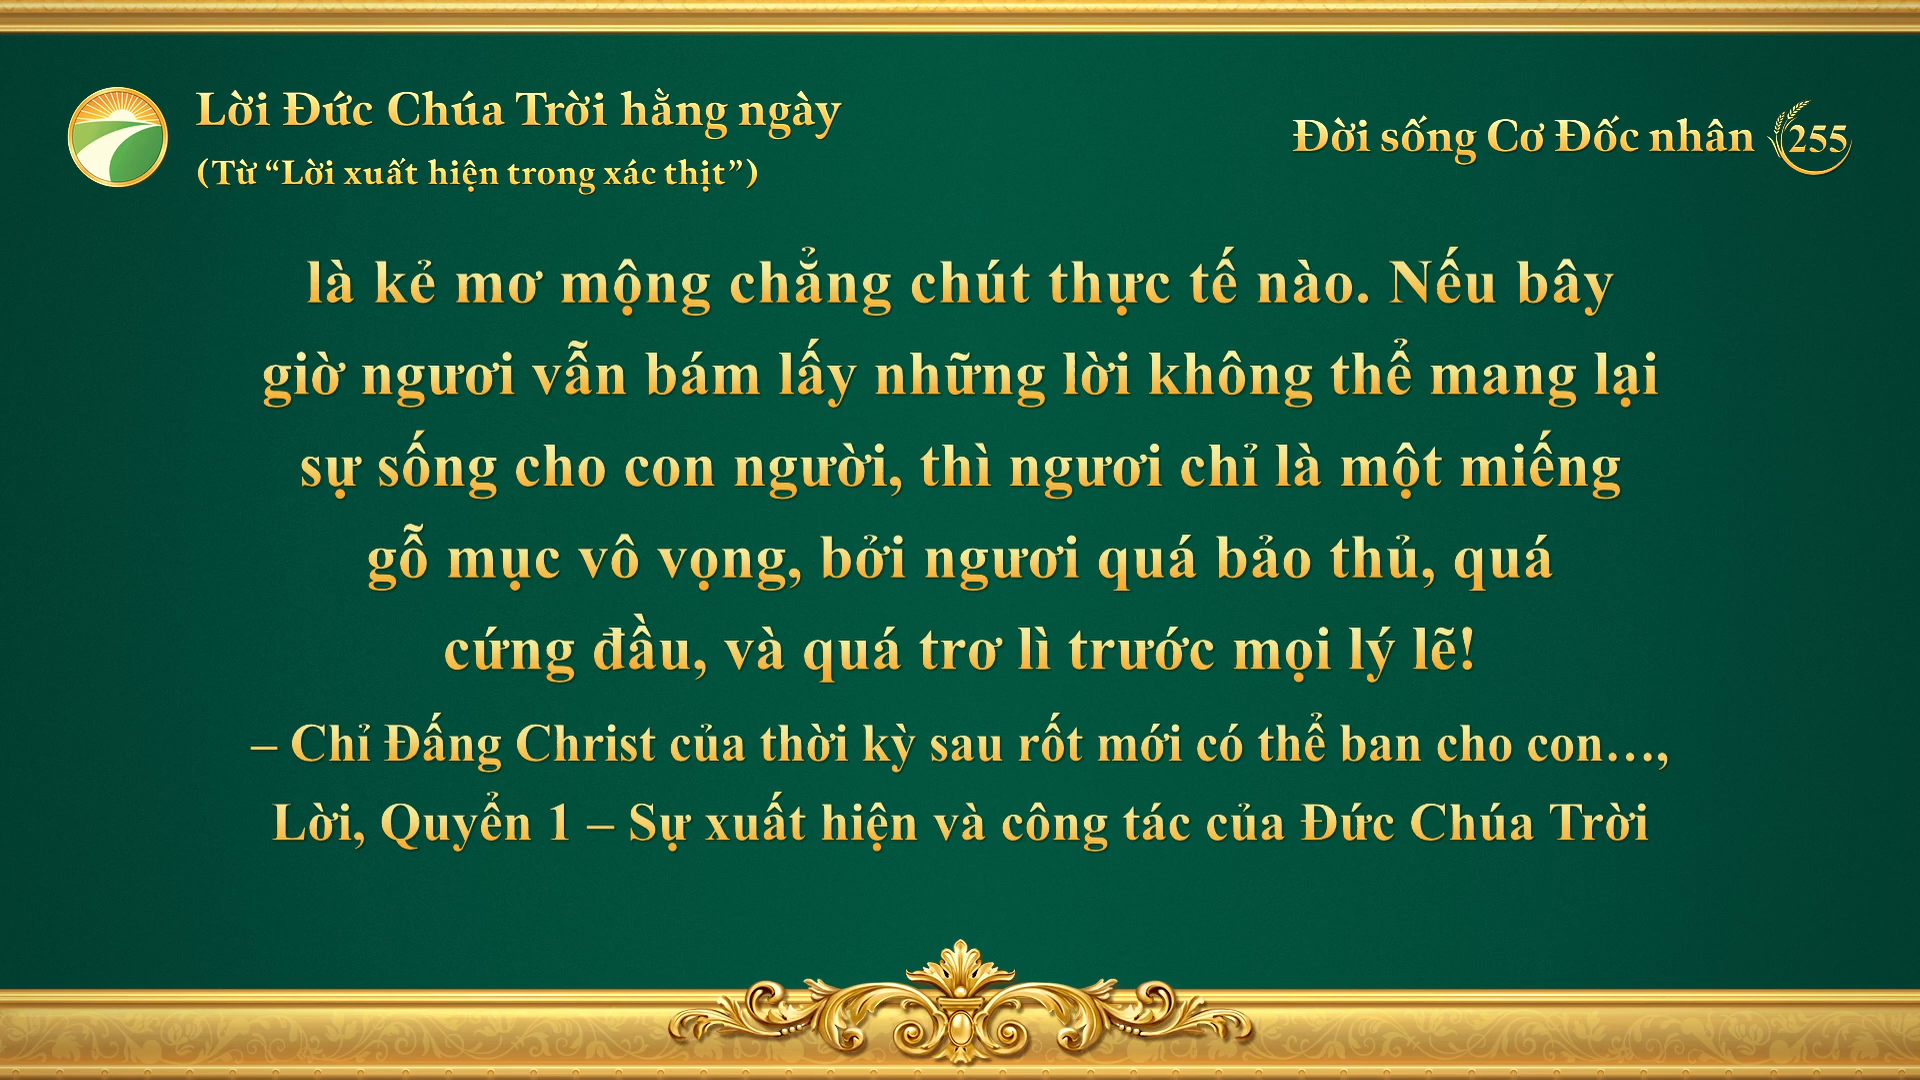 Lời Đức Chúa Trời hằng ngày
(Từ “Lời xuất hiện trong xác thịt”)
Đời sống Cơ Đốc nhân 255
là kẻ mơ mộng chẳng chút thực tế nào. Nếu bây
giờ ngươi vẫn bám lấy những lời không thể mang lại
sự sống cho con người, thì ngươi chỉ là một miếng
gỗ mục vô vọng, bởi ngươi quá bảo thủ, quá
cứng đầu, và quá trơ lì trước mọi lý lẽ!
– Chỉ Đấng Christ của thời kỳ sau rốt mới có thể ban cho con…,
Lời, Quyển 1 – Sự xuất hiện và công tác của Đức Chúa Trời